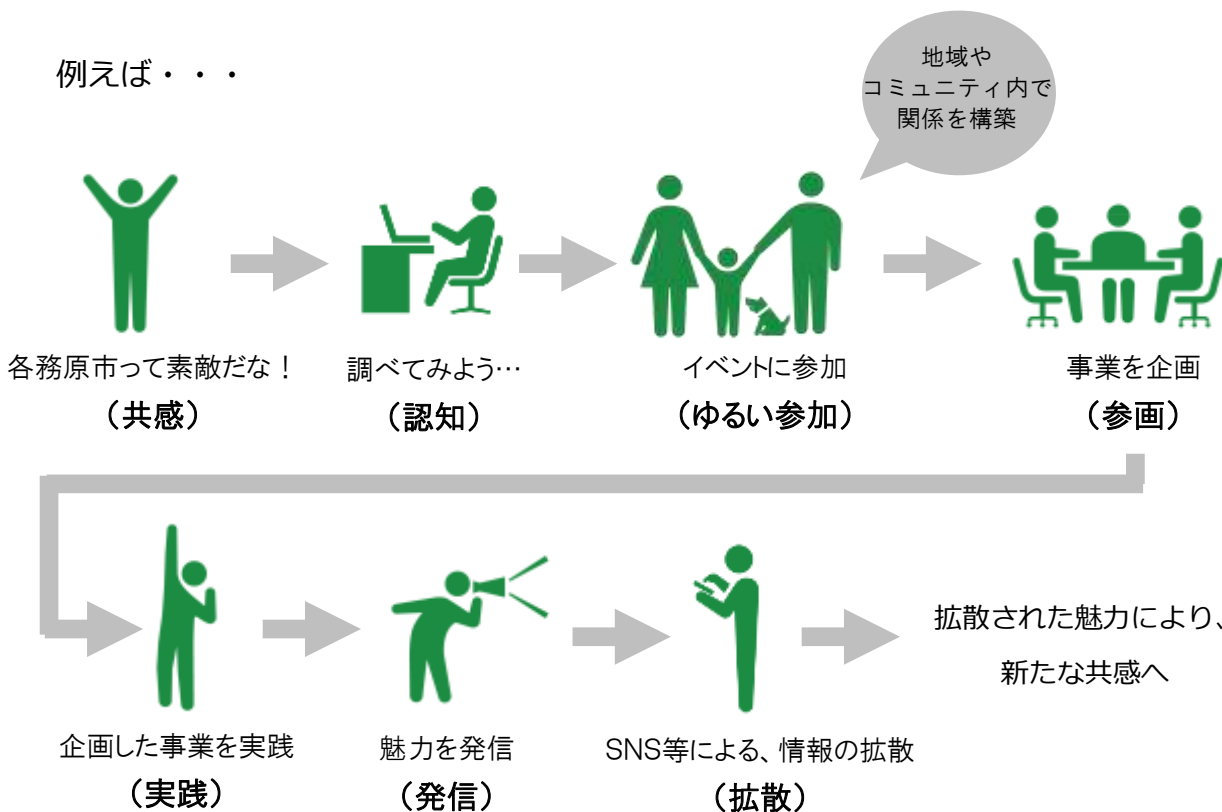 例えば・・・
地域や
コミュニティ内で
関係を構築
各務原市って素敵だな！
（共感）
調べてみよう…
（認知）
イベントに参加
（ゆるい参加）
事業を企画
（参画）
企画した事業を実践
（実践）
魅力を発信
（発信）
SNS等による、情報の拡散
（拡散）
拡散された魅力により、
新たな共感へ